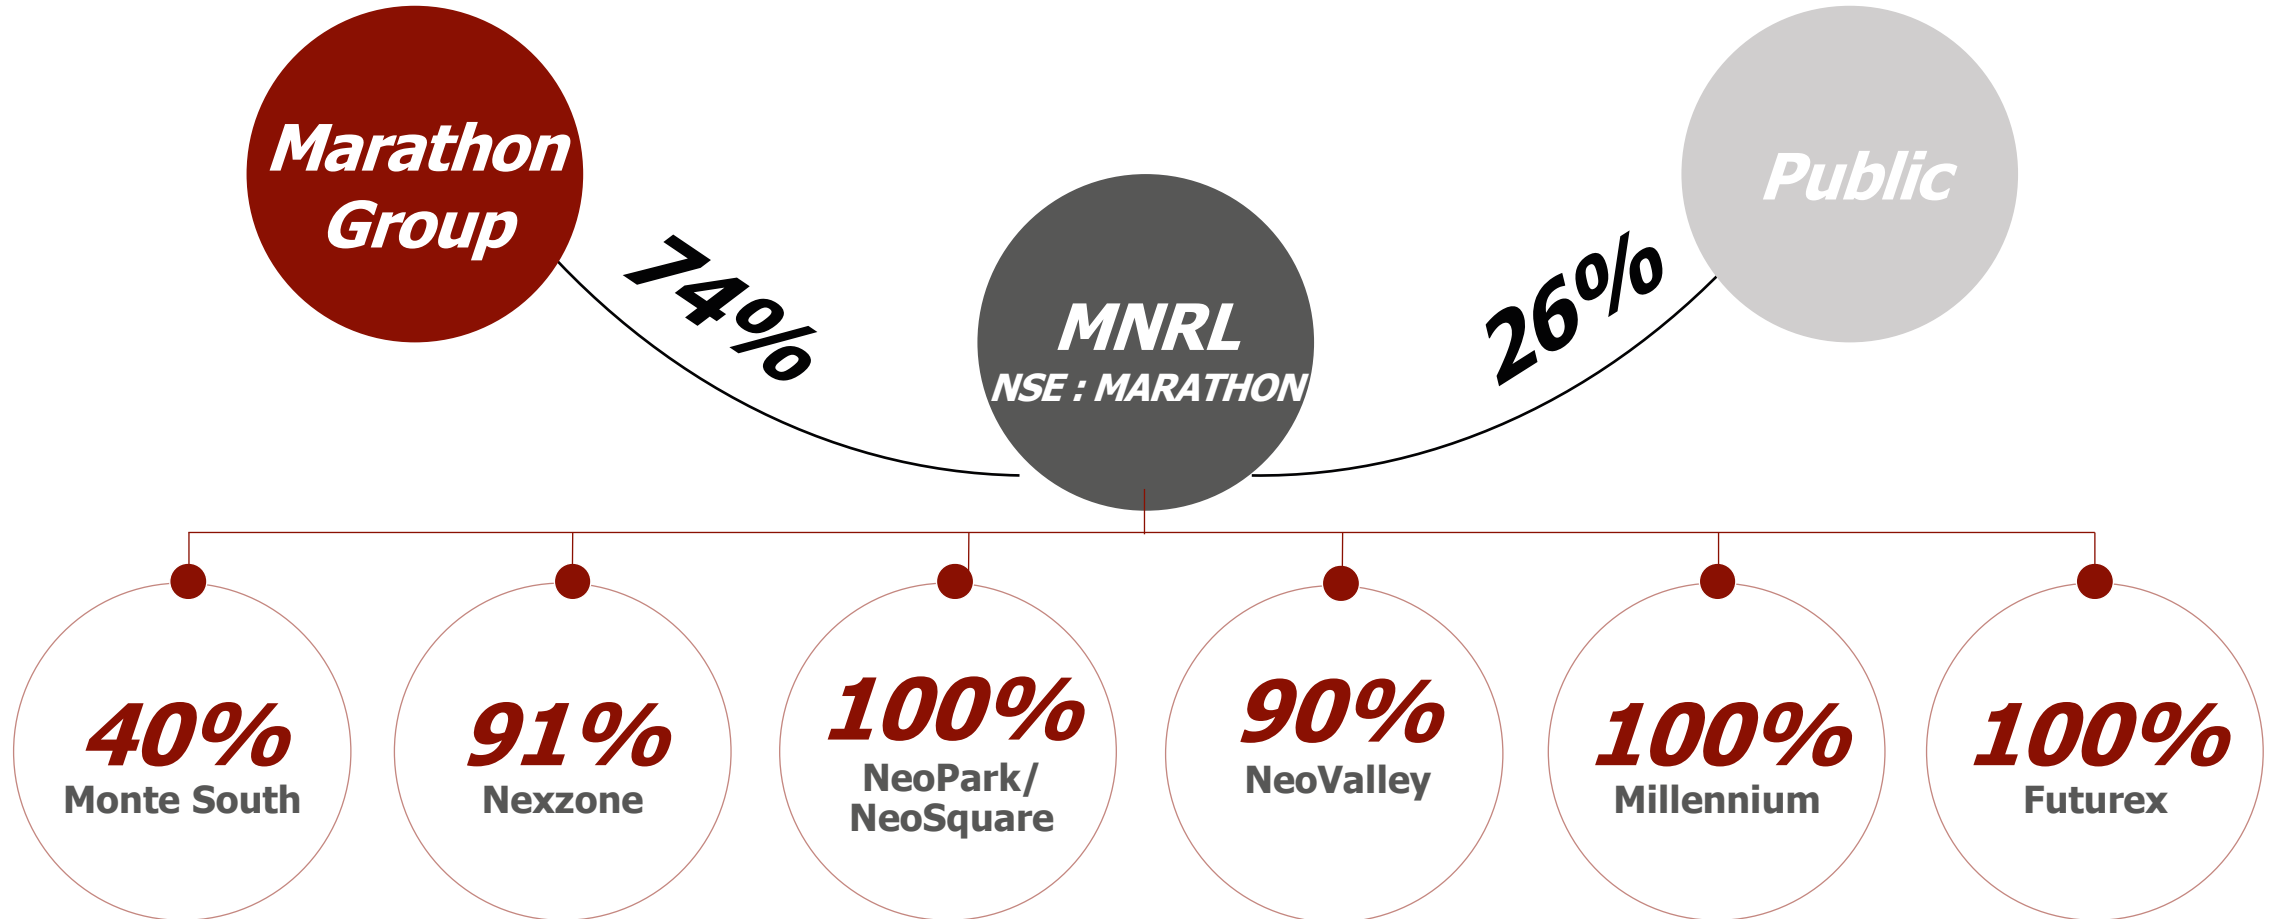 Marathon
Group
Public
74%
26%
MNRL
NSE : MARATHON
40%
Monte South
91%
Nexzone
100%
NeoPark/
NeoSquare
90%
NeoValley
100%
Millennium
100%
Futurex